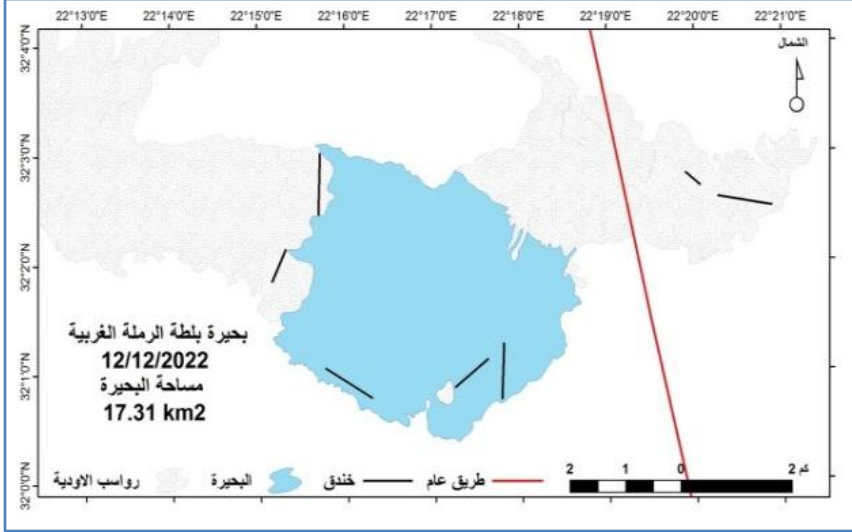 22°13'0"E 22°14'0"E 22°15'0"E 22°16'0"E 22°17'0"E 22°18'0"E 22°19'0"E 22°20'0"E 22°21'0"E
32°4'0"N
32°3'0"N
32°2'0"N
32°1'0"N
32°0'0"N
الشمال
بحيرة بلطة الرملة الغربية
12/12/2022
مساحة البحيرة
17.31 km2
رواسب الاودية البحيرة خندق طريق عام
2 1 0 2 كم